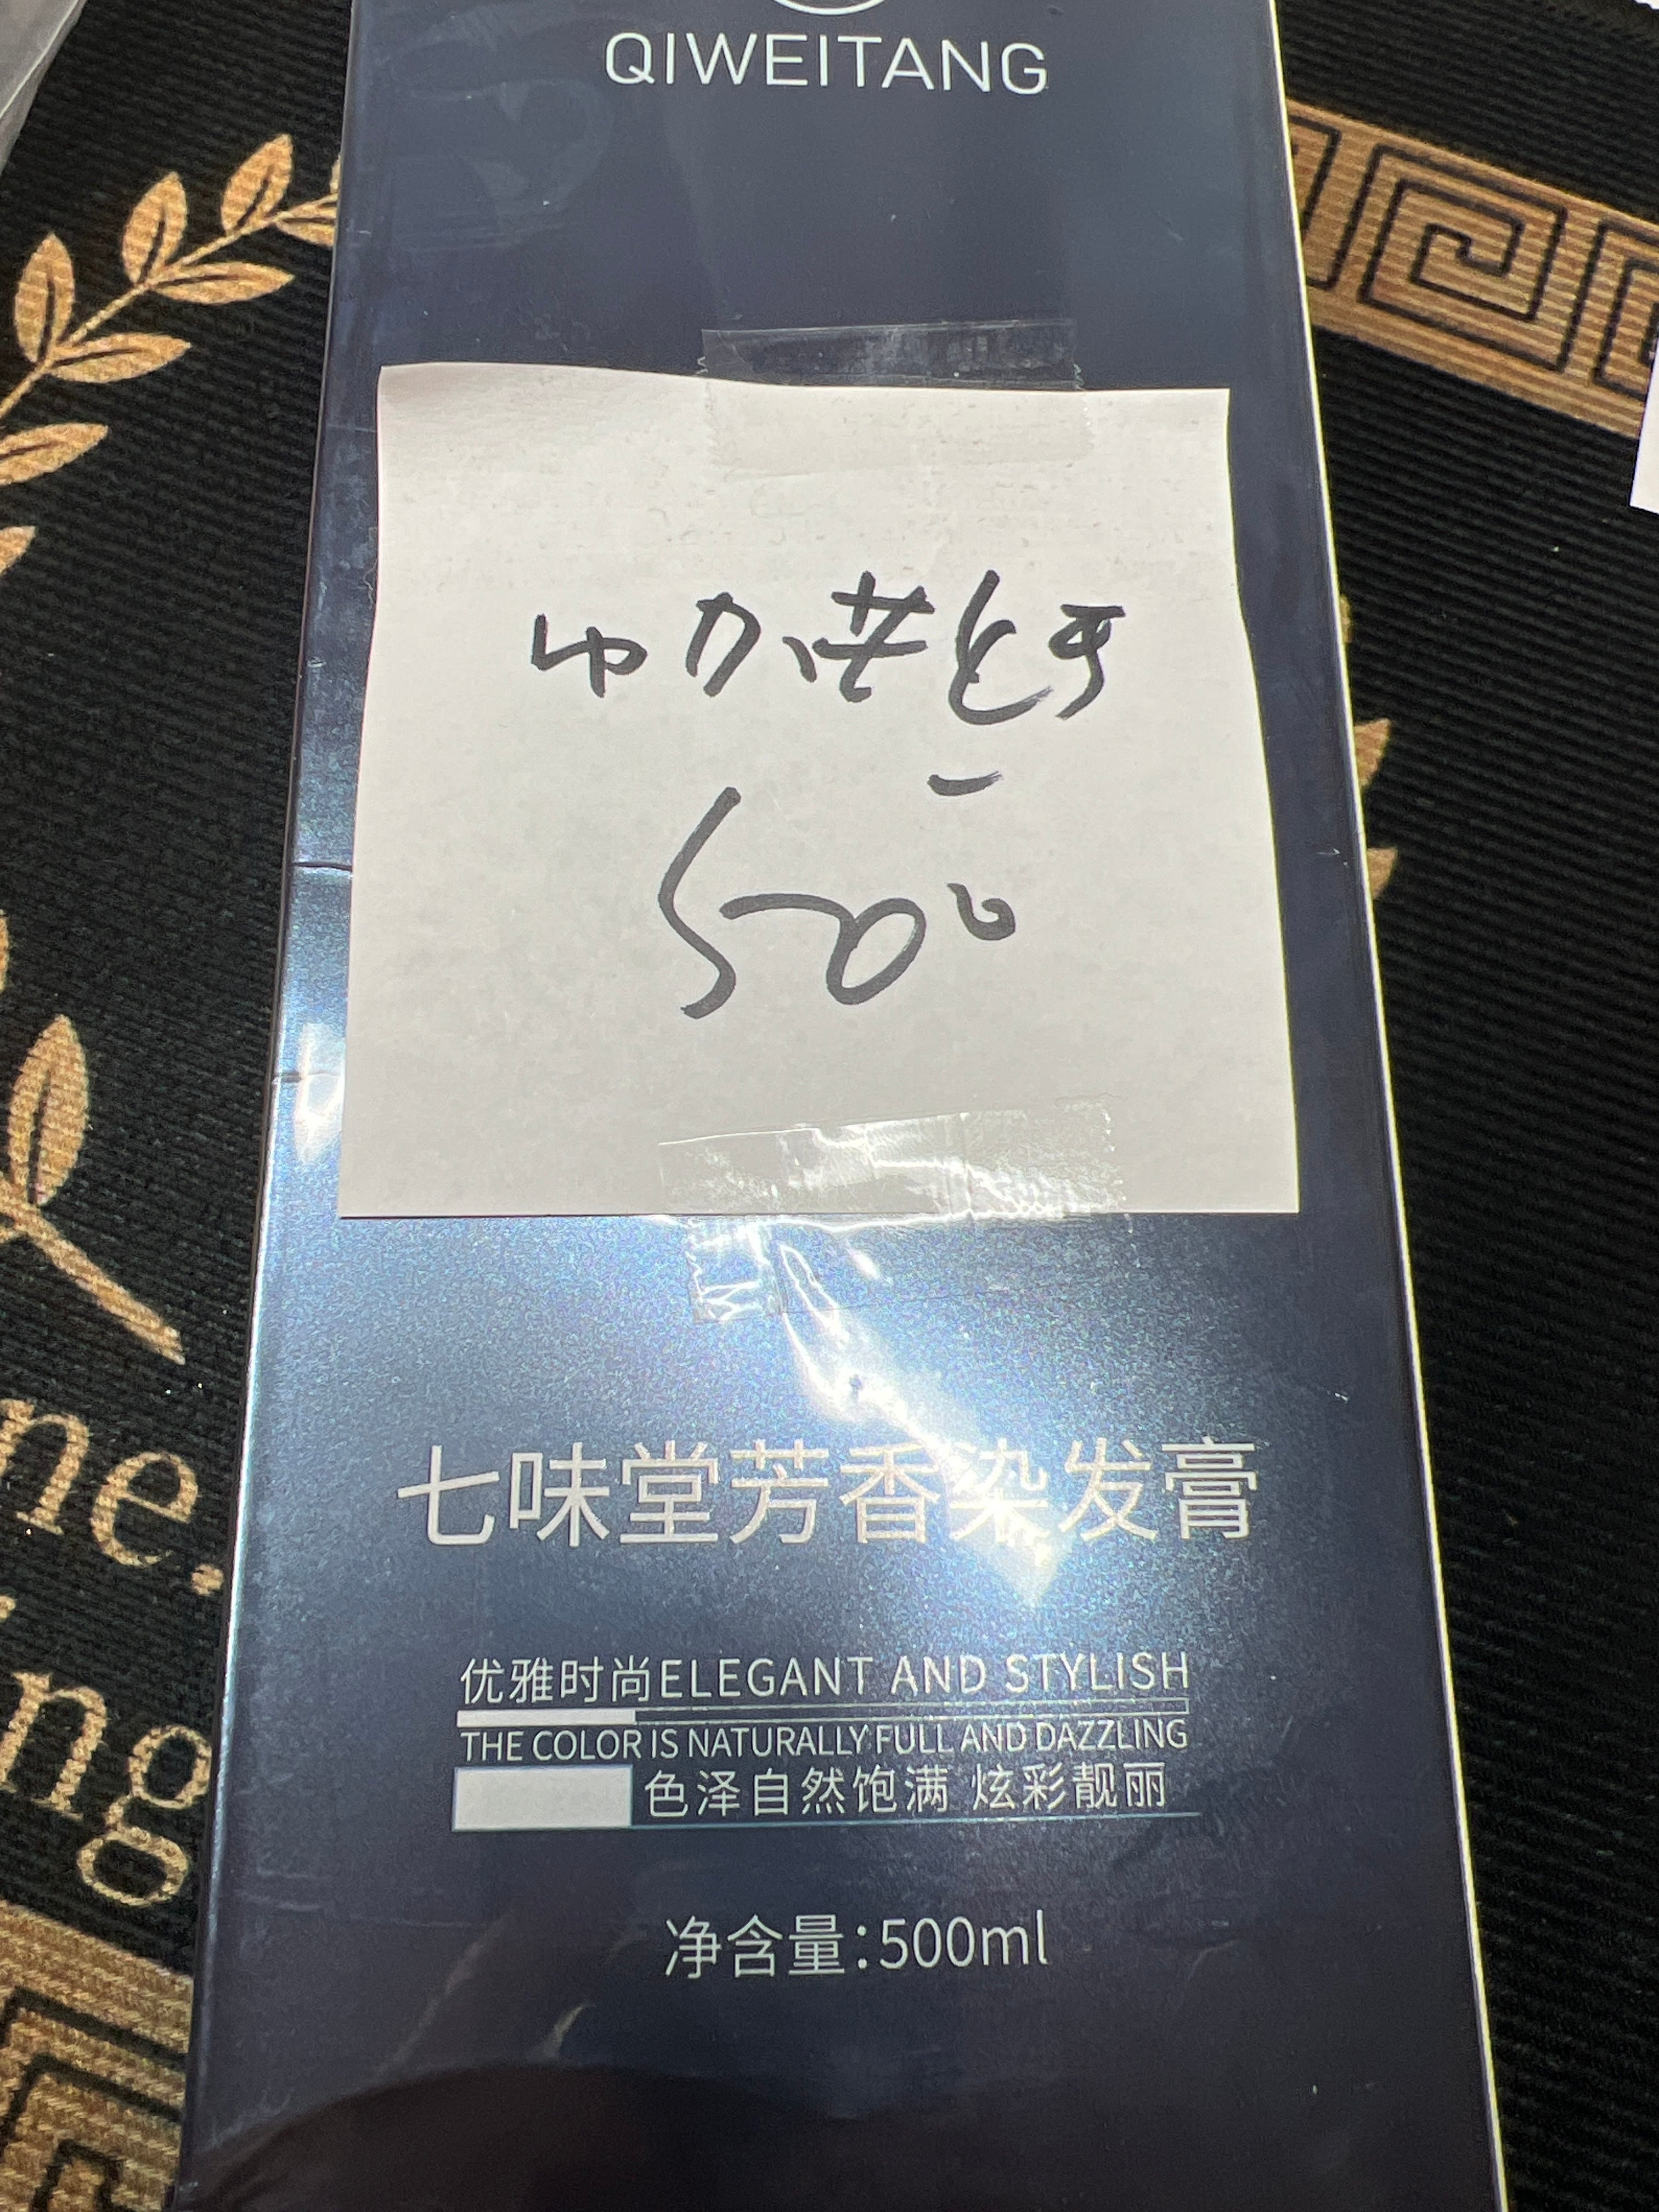 QIWEITANG
500
七味堂芳香染发膏
优雅时尚ELEGANT AND STYLISH
THE COLOR IS NATURALLY FULL AND DAZZLING
色泽自然饱满 炫彩靓丽
净含量:500ml
ne.
ng